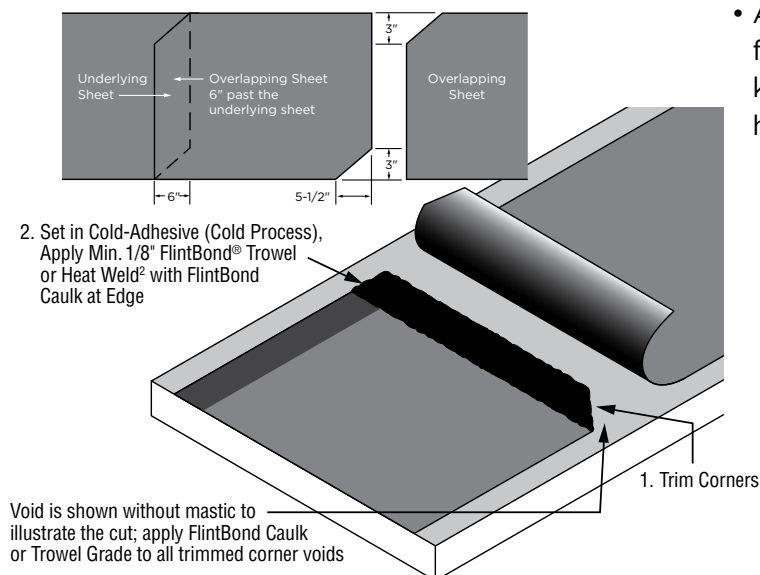 3"
Underlying
Sheet
Overlapping Sheet
6" past the
underlying sheet
Overlapping
Sheet
3"
6"
5-1/2"
2. Set in Cold-Adhesive (Cold Process),
Apply Min. 1/8" FlintBond® Trowel
or Heat Weld² with FlintBond
Caulk at Edge
1. Trim Corners
Void is shown without mastic to
illustrate the cut; apply FlintBond Caulk
or Trowel Grade to all trimmed corner voids